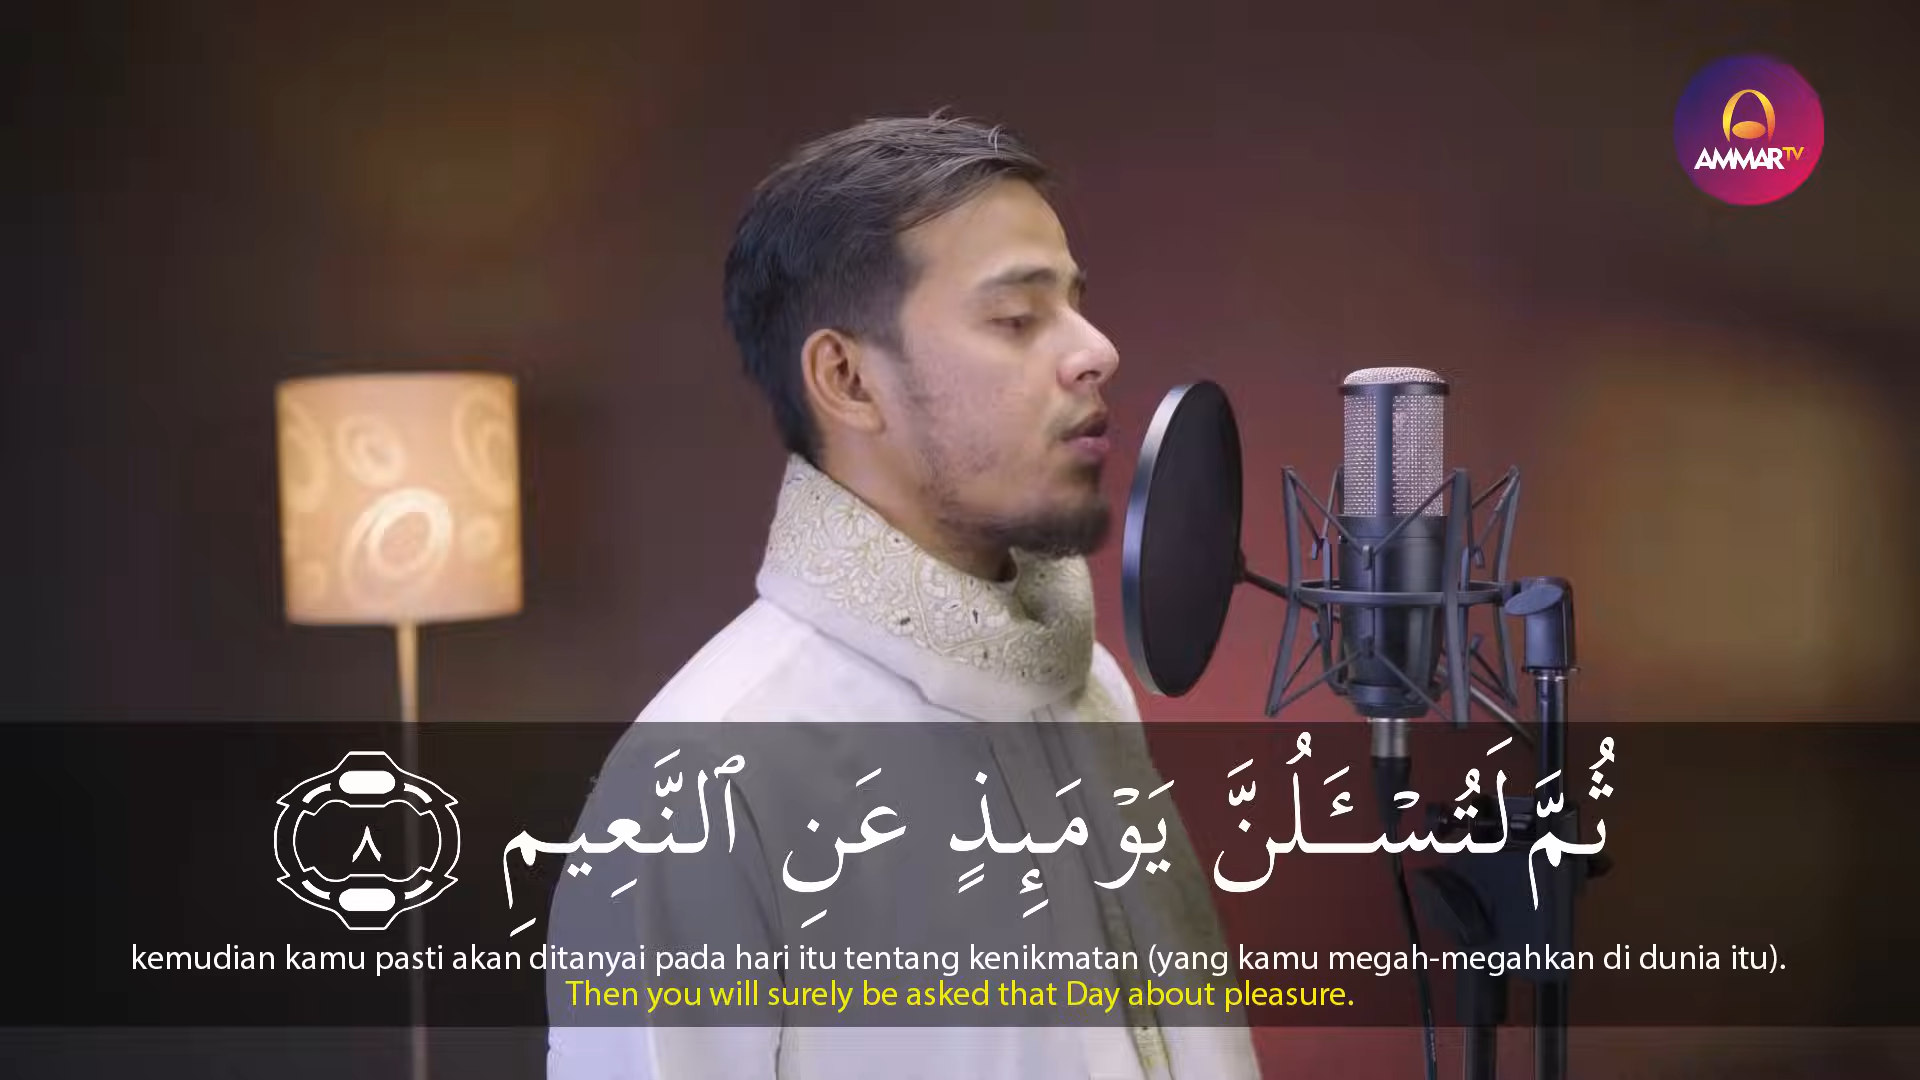 AMMARTV
ثُمَّ لَتُسْـَٔلُنَّ يَوْمَئِذٍ عَنِ ٱلنَّعِيمِ ٨
kemudian kamu pasti akan ditanyai pada hari itu tentang kenikmatan (yang kamu megah-megahkan di dunia itu).
Then you will surely be asked that Day about pleasure.